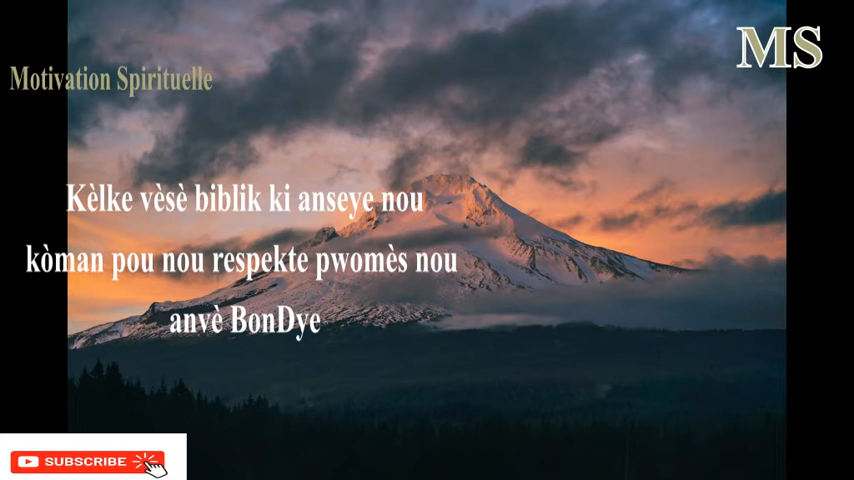 MS
Motivation Spirituelle
Kèlke vèsè biblik ki anseye nou
kòman pou nou respekte pwomès nou
anvè BonDye
SUBSCRIBE